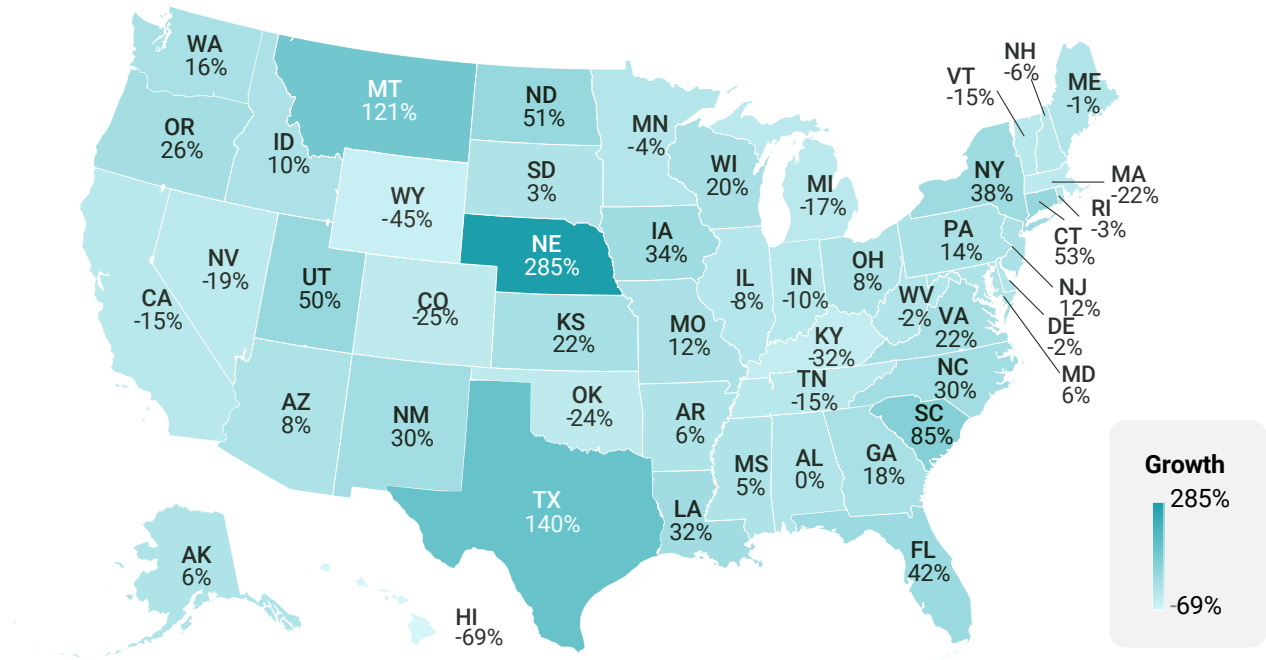 WA
16%
OR
26%
ID
10%
MT
121%
ND
51%
MN
-4%
SD
3%
WY
-45%
WI
20%
MI
-17%
VT
-15%
NH
-6%
ME
-1%
NY
38%
MA
-22%
RI
-3%
CT
53%
PA
14%
NJ
12%
DE
-2%
MD
6%
CA
-15%
NV
-19%
UT
50%
CO
-25%
NE
285%
IA
34%
IL
-8%
IN
-10%
OH
8%
WV
-2%
VA
22%
KS
22%
MO
12%
KY
-32%
TN
-15%
NC
30%
SC
85%
AZ
8%
NM
30%
OK
-24%
AR
6%
MS
5%
AL
0%
GA
18%
TX
140%
LA
32%
FL
42%
AK
6%
HI
-69%
Growth
285%
-69%